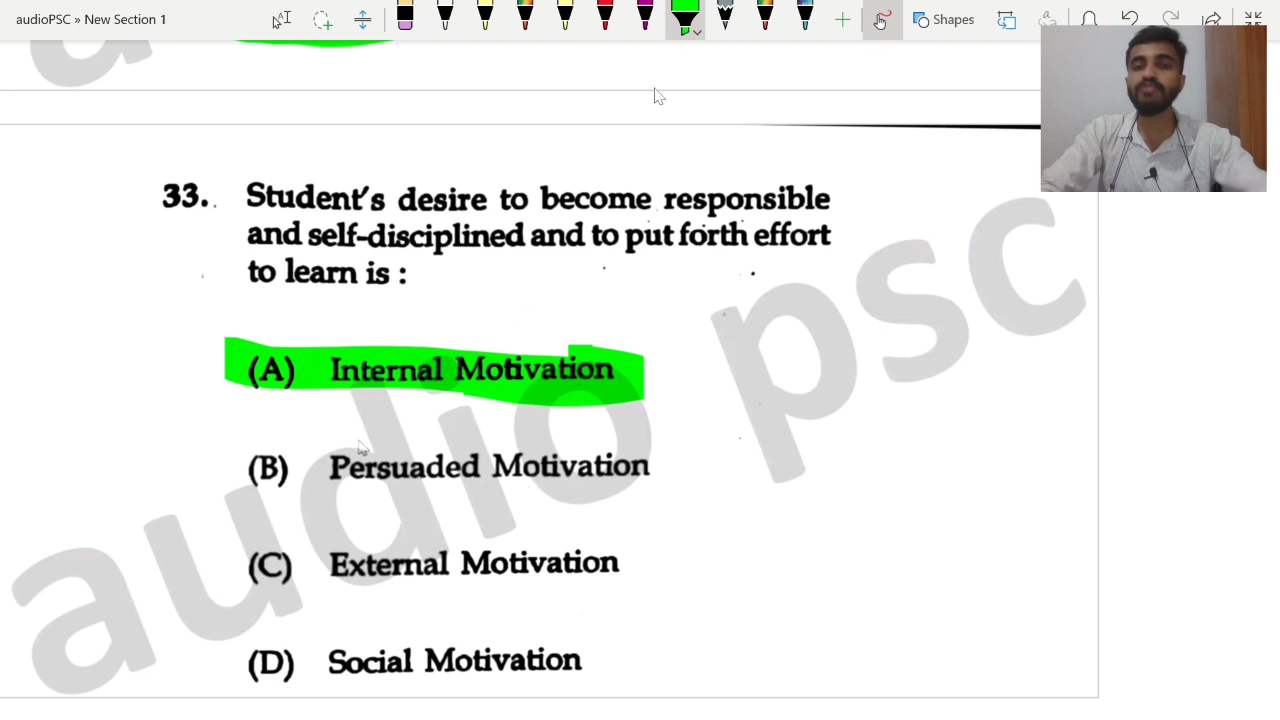 audioPSC » New Section 1
Shapes
33. Student's desire to become responsible
and self-disciplined and to put forth effort
to learn is :
(A) Internal Motivation
(B) Persuaded Motivation
(C) External Motivation
(D) Social Motivation
audio psc